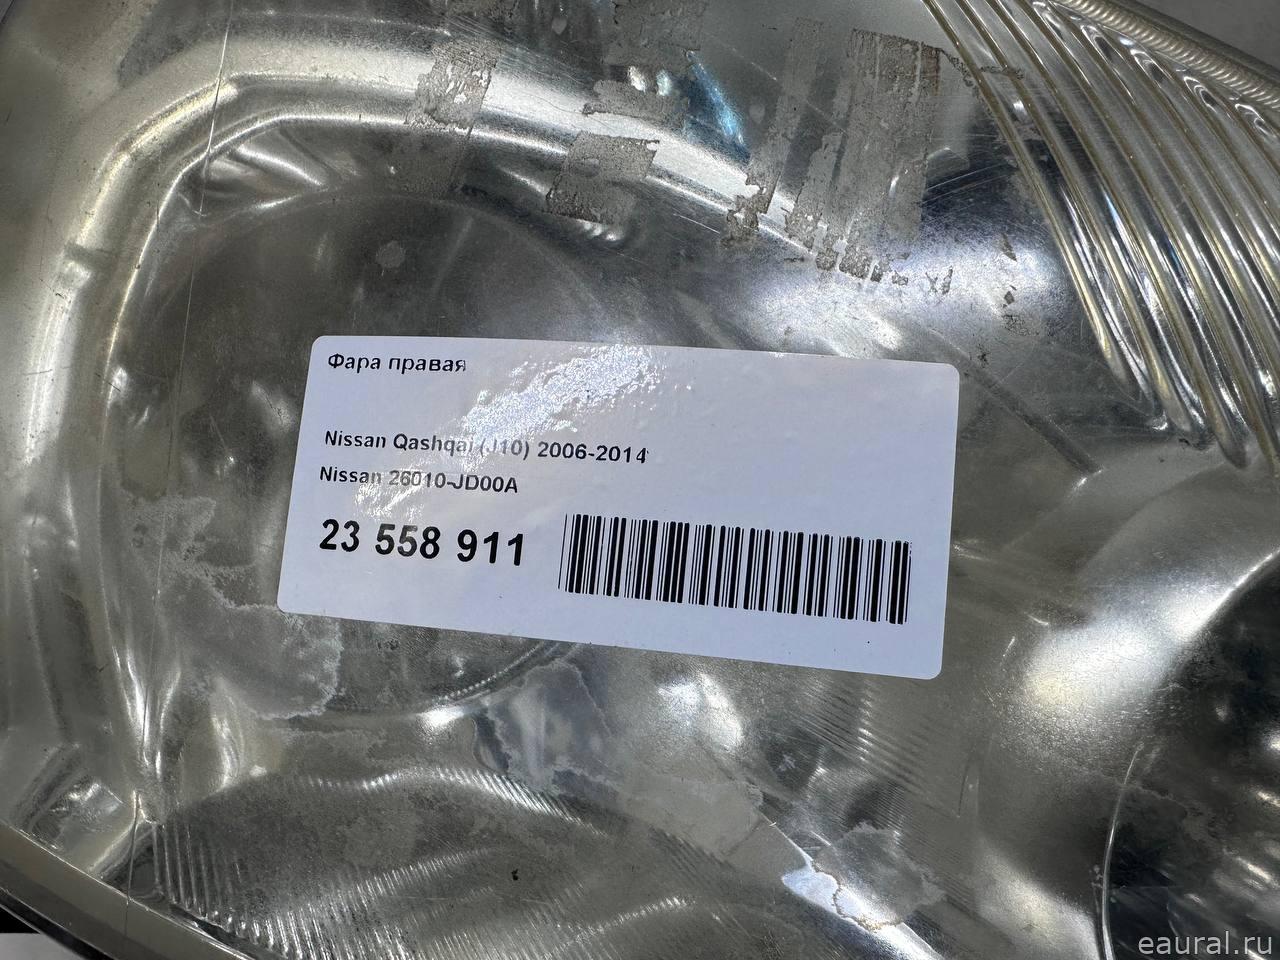 Фара правая
Nissan Qashqai (J10) 2006-2014
Nissan 26010-JD00A
23 558 911
eaural.ru